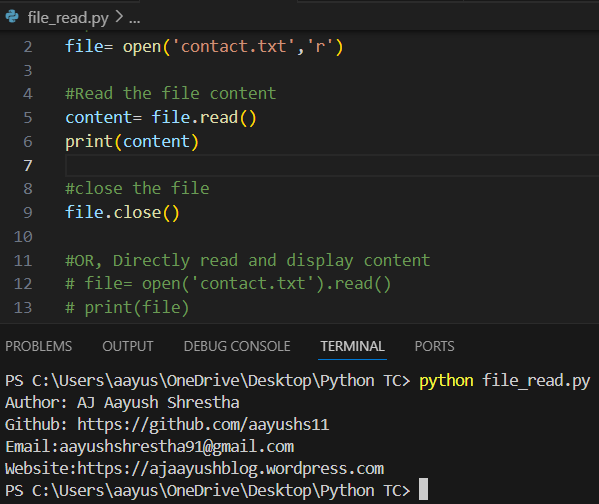 file_read.py > ...
2 file= open('contact.txt','r')
3
4 #Read the file content
5 content= file.read()
6 print(content)
7
8 #close the file
9 file.close()
10
11 #OR, Directly read and display content
12 # file= open('contact.txt').read()
13 # print(file)
PROBLEMS OUTPUT DEBUG CONSOLE TERMINAL PORTS
PS C:\Users\aayus\OneDrive\Desktop\Python TC> python file_read.py
Author: AJ Aayush Shrestha
Github: https://github.com/aayushs11
Email:aayushshrestha91@gmail.com
Website:https://ajaayushblog.wordpress.com
PS C:\Users\aayus\OneDrive\Desktop\Python TC>